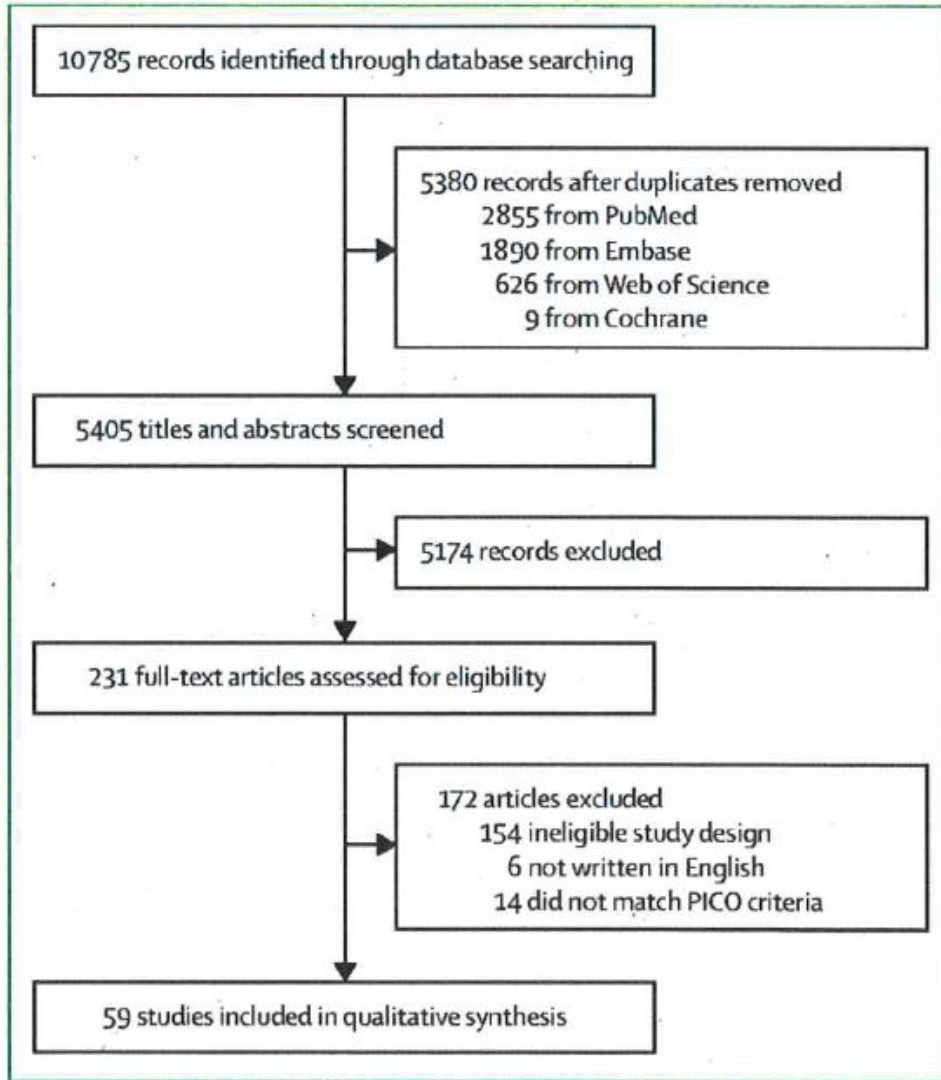 10785 records identified through database searching
5380 records after duplicates removed
2855 from PubMed
1890 from Embase
626 from Web of Science
9 from Cochrane
5405 titles and abstracts screened
5174 records excluded
231 full-text articles assessed for eligibility
172 articles excluded
154 ineligible study design
6 not written in English
14 did not match PICO criteria
59 studies included in qualitative synthesis